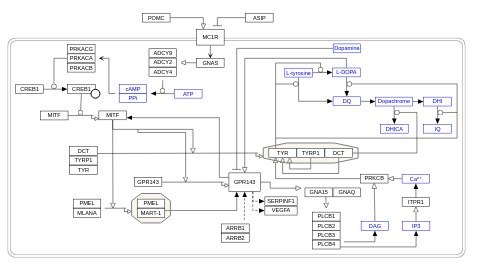 POMC
ASIP
MC1R
GNAS
PRKACG
PRKACA
PRKACB
ADCY9
ADCY2
ADCY4
CREB1
CREB1
cAMP
PPi
ATP
Dopamine
L-tyrosine
L-DOPA
DQ
Dopachrome
DHI
DHICA
IQ
MITF
MITF
DCT
TYRP1
TYR
TYR
TYRP1
DCT
GPR143
GPR143
PRKCB
Ca²⁺
GNA15
GNAQ
ITPR1
PMEL
MLANA
PMEL
MART-1
SERPINF1
VEGFA
ARRB1
ARRB2
PLCB1
PLCB2
PLCB3
PLCB4
DAG
IP3